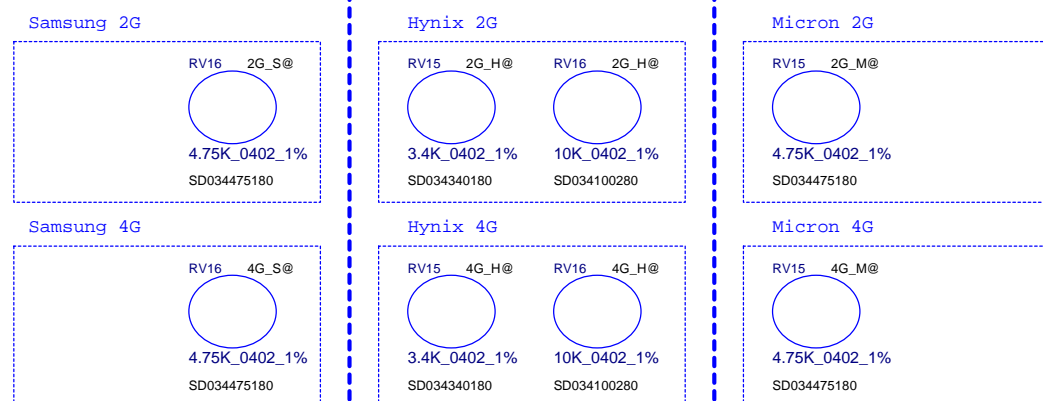 Samsung 2G
Hynix 2G
Micron 2G
RV16 2G_S@
RV15 2G_H@
RV16 2G_H@
RV15 2G_M@
4.75K_0402_1%
3.4K_0402_1%
10K_0402_1%
4.75K_0402_1%
SD034475180
SD034340180
SD034100280
SD034475180
Samsung 4G
Hynix 4G
Micron 4G
RV16 4G_S@
RV15 4G_H@
RV16 4G_H@
RV15 4G_M@
4.75K_0402_1%
3.4K_0402_1%
10K_0402_1%
4.75K_0402_1%
SD034475180
SD034340180
SD034100280
SD034475180